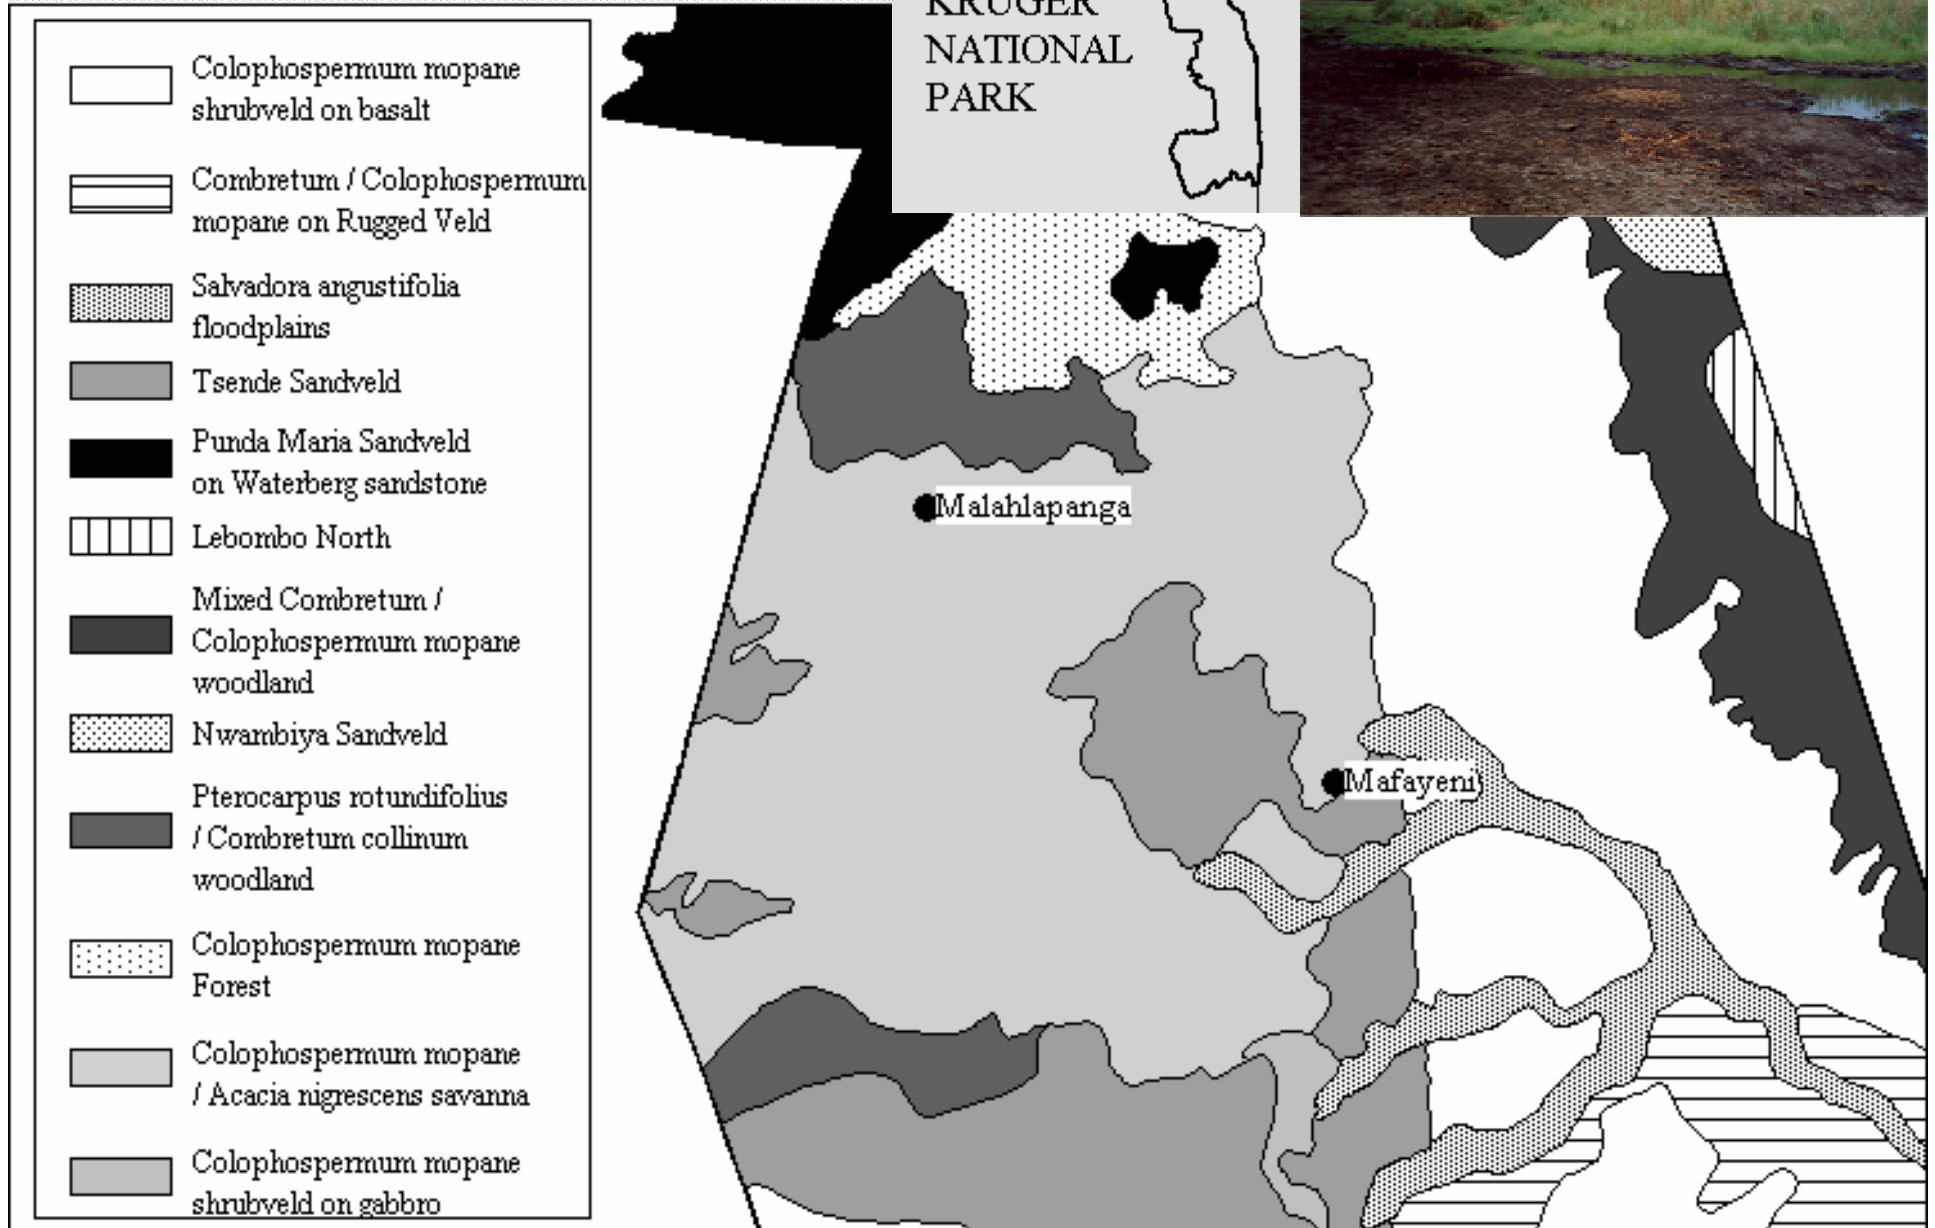 Colophospermum mopane
shrubveld on basalt
Combretum / Colophospermum
mopane on Rugged Veld
Salvadora angustifolia
floodplains
Tsende Sandveld
Punda Maria Sandveld
on Waterberg sandstone
Lebombo North
Mixed Combretum /
Colophospermum mopane
woodland
Nwambiya Sandveld
Pterocarpus rotundifolius
/ Combretum collinum
woodland
Colophospermum mopane
Forest
Colophospermum mopane
/ Acacia nigrescens savanna
Colophospermum mopane
shrubveld on gabbro
KRUGER
NATIONAL
PARK
Malahlapanga
Mafayeni